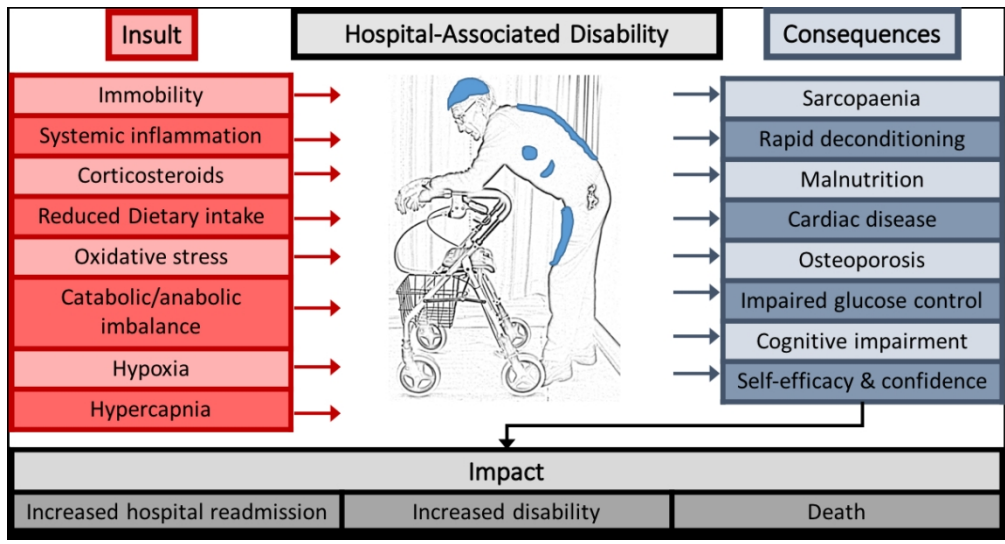 Insult
Hospital-Associated Disability
Consequences
Immobility
Systemic inflammation
Corticosteroids
Reduced Dietary intake
Oxidative stress
Catabolic/anabolic
imbalance
Hypoxia
Hypercapnia
Sarcopaenia
Rapid deconditioning
Malnutrition
Cardiac disease
Osteoporosis
Impaired glucose control
Cognitive impairment
Self-efficacy & confidence
Impact
Increased hospital readmission
Increased disability
Death